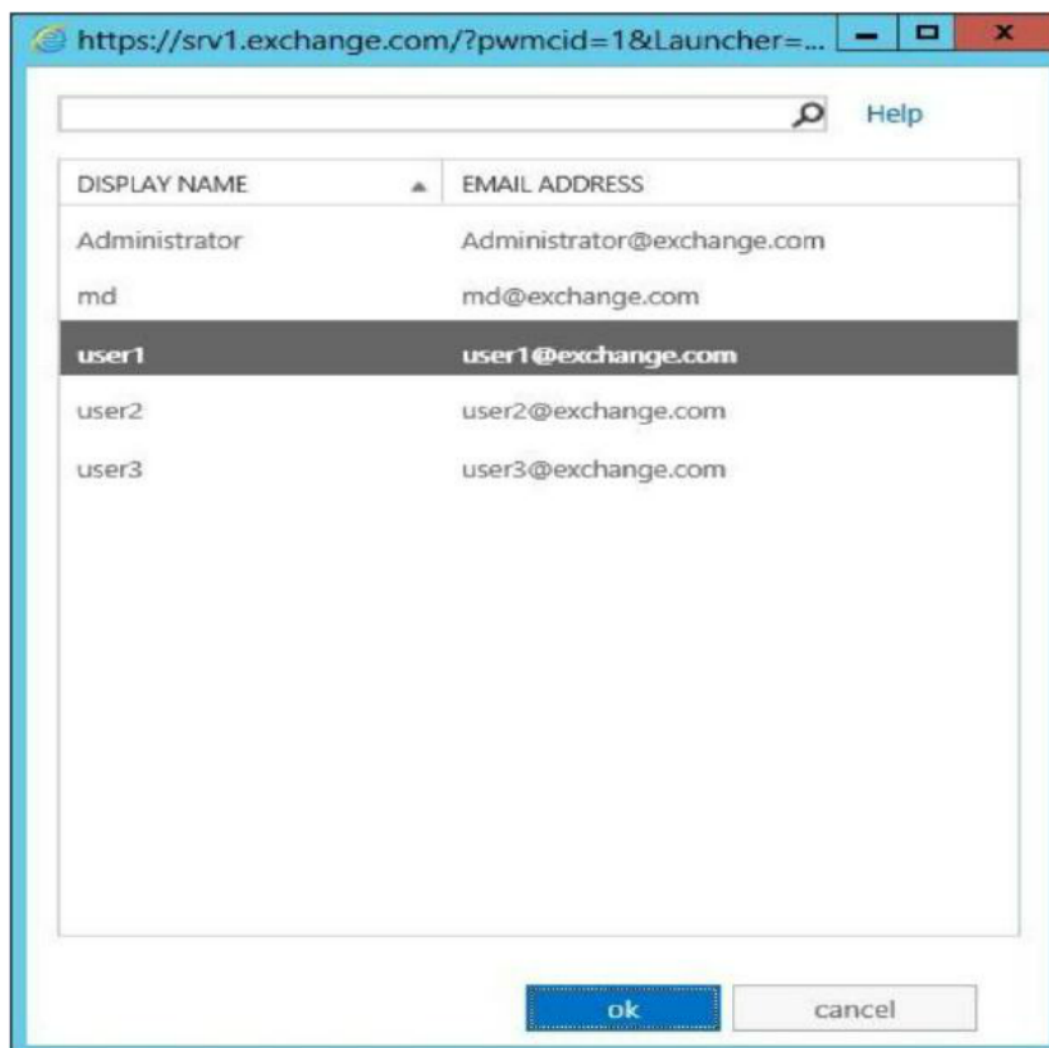 https://srv1.exchange.com/?pwmcid=1&Launcher=...
Help
DISPLAY NAME EMAIL ADDRESS
Administrator Administrator@exchange.com
md md@exchange.com
user1 user1@exchange.com
user2 user2@exchange.com
user3 user3@exchange.com
ok cancel